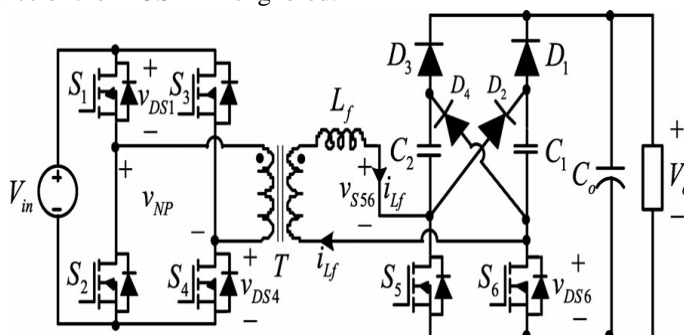 S1
+
vDS1
−
S3
D3
D4
D2
D1
Lf
C2
C1
Co
+
V
Vin
+
vNP
−
+
vS56
−
iLf
iLf
T
S2
S4
+
vDS4
−
S5
S6
+
vDS6
−